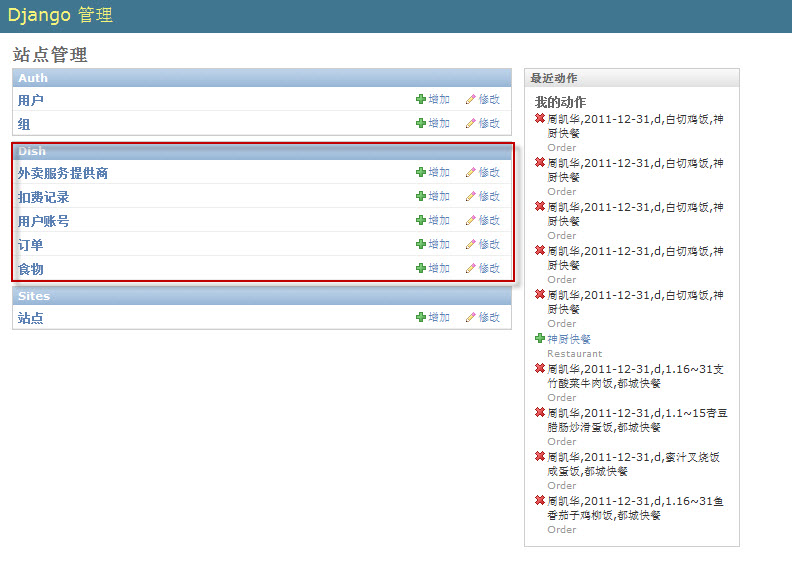 Django 管理
站点管理
Auth
用户 增加 修改
组 增加 修改
Dish
外卖服务提供商 增加 修改
扣费记录 增加 修改
用户账号 增加 修改
订单 增加 修改
食物 增加 修改
Sites
站点 增加 修改
最近动作
我的动作
周凯华,2011-12-31,d,白切鸡饭,神
厨快餐
Order
周凯华,2011-12-31,d,白切鸡饭,神
厨快餐
Order
周凯华,2011-12-31,d,白切鸡饭,神
厨快餐
Order
周凯华,2011-12-31,d,白切鸡饭,神
厨快餐
Order
周凯华,2011-12-31,d,白切鸡饭,神
厨快餐
Order
神厨快餐
Restaurant
周凯华,2011-12-31,d,1.16~31支
竹酸菜牛肉饭,都城快餐
Order
周凯华,2011-12-31,d,1.1~15青豆
腊肠炒滑蛋饭,都城快餐
Order
周凯华,2011-12-31,d,蜜汁叉烧饭
咸蛋饭,都城快餐
Order
周凯华,2011-12-31,d,1.16~31鱼
香茄子鸡柳饭,都城快餐
Order